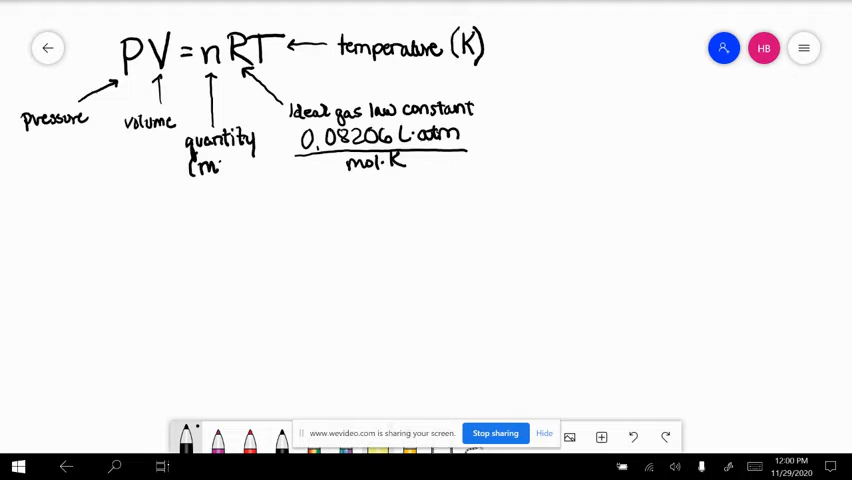 PV = nRT ← temperature (K)
pressure
volume
quantity
(m
Ideal gas law constant
0.08206 L·atm
mol·K
HB
www.wevideo.com is sharing your screen.
Stop sharing
Hide
12:00 PM
11/29/2020